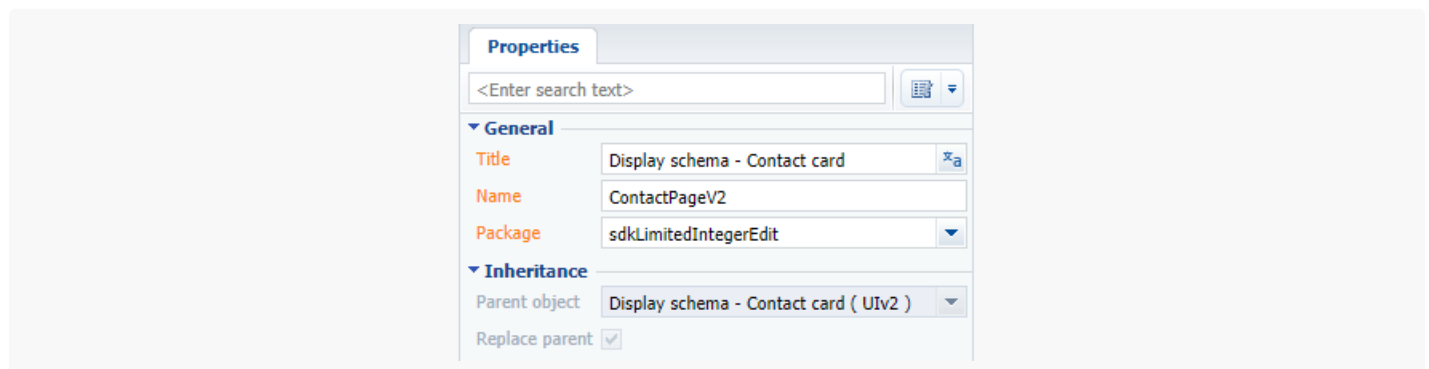 Properties
<Enter search text>
General
Title Display schema - Contact card
Name ContactPageV2
Package sdkLimitedIntegerEdit
Inheritance
Parent object Display schema - Contact card ( UIv2 )
Replace parent